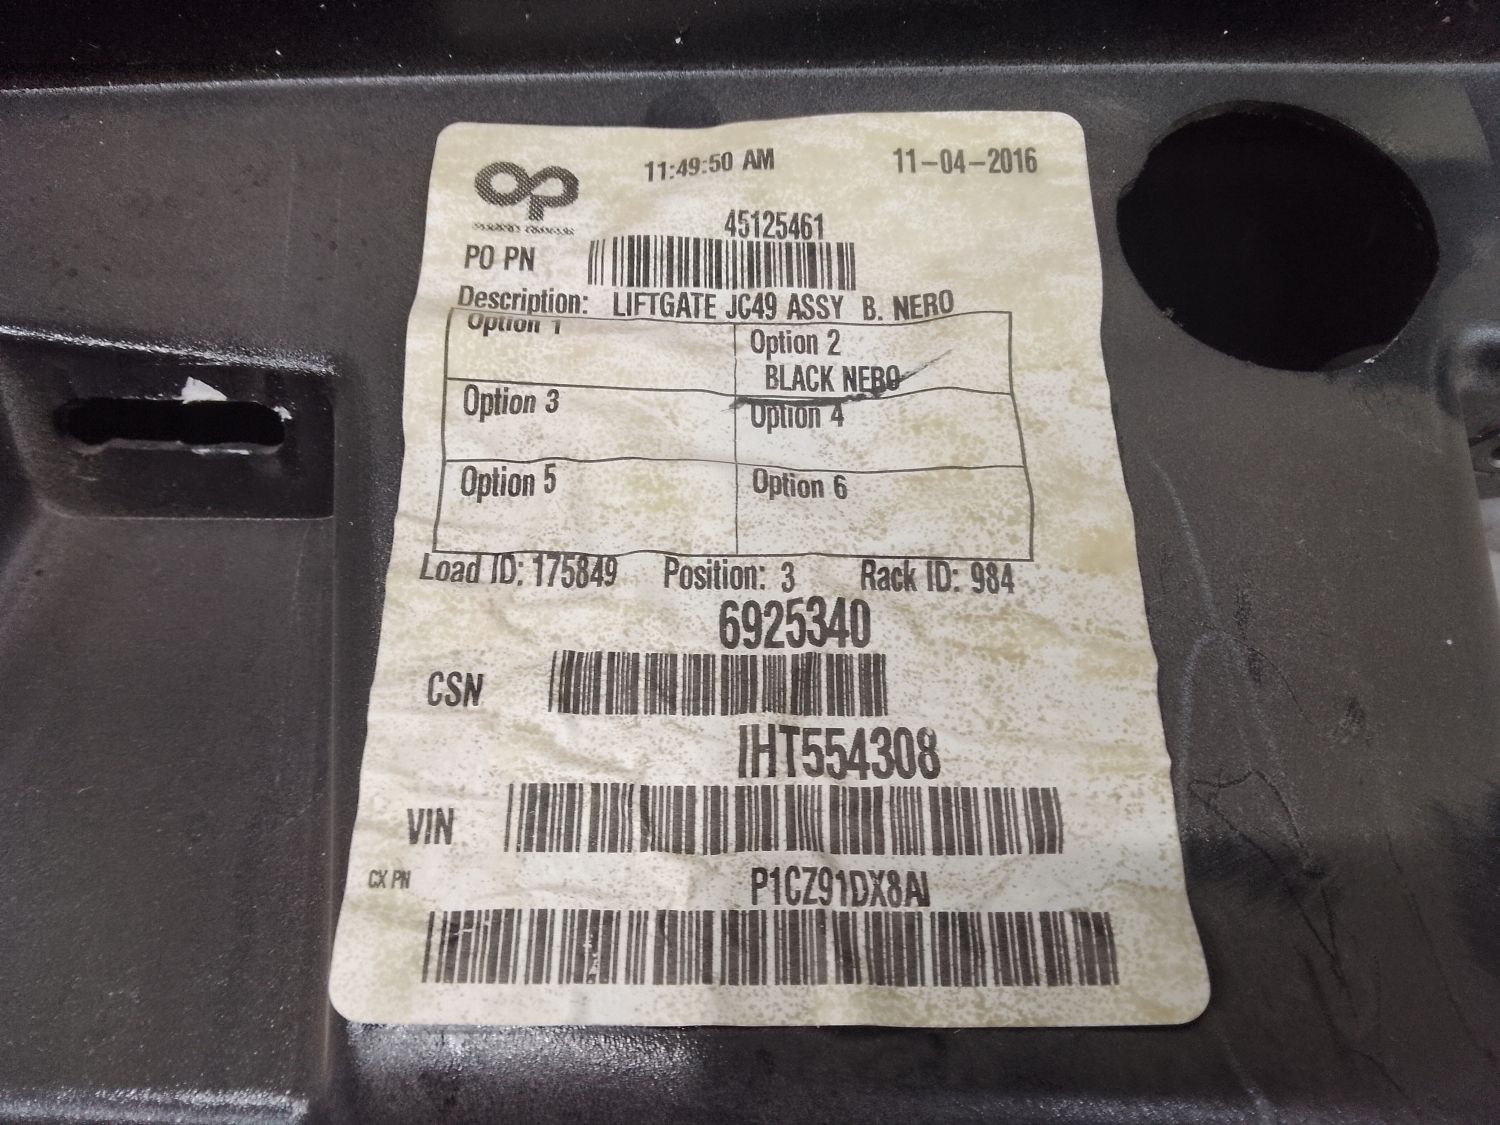 op
11:49:50 AM 11-04-2016
45125461
PO PN
Description: LIFTGATE JC49 ASSY B. NERO
Option 1 Option 2
BLACK NERO
Option 3 Option 4
Option 5 Option 6
Load ID: 175849 Position: 3 Rack ID: 984
6925340
CSN
IHT554308
VIN
CX PN
P1CZ91DX8AI